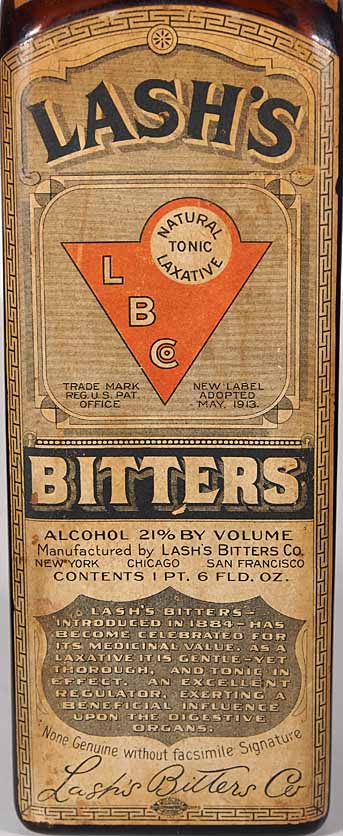 LASH'S
NATURAL
TONIC
LAXATIVE
L
B
Co
TRADE MARK
REG. U.S. PAT.
OFFICE
NEW LABEL
ADOPTED
MAY, 1913.
BITTERS
ALCOHOL 21% BY VOLUME
Manufactured by LASH'S BITTERS CO.
NEW YORK CHICAGO SAN FRANCISCO
CONTENTS 1 PT. 6 FLD. OZ.
LASH'S BITTERS—
INTRODUCED IN 1884—HAS
BECOME CELEBRATED FOR
ITS MEDICINAL VALUE. AS A
LAXATIVE IT IS GENTLE—YET
THOROUGH, AND TONIC IN
EFFECT. AN EXCELLENT
REGULATOR, EXERTING A
BENEFICIAL INFLUENCE
UPON THE DIGESTIVE
ORGANS.
None Genuine without facsimile Signature
Lash's Bitters Co